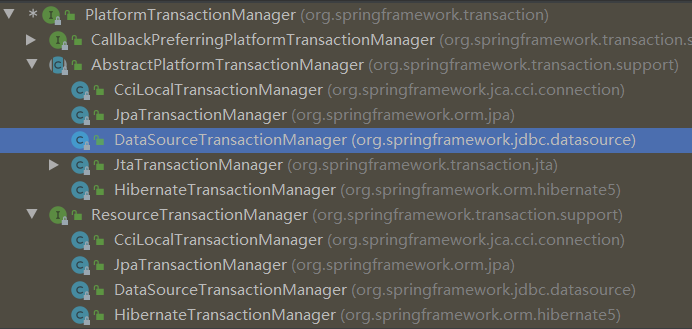 * PlatformTransactionManager (org.springframework.transaction)
CallbackPreferringPlatformTransactionManager (org.springframework.transaction.s
AbstractPlatformTransactionManager (org.springframework.transaction.support)
CciLocalTransactionManager (org.springframework.jca.cci.connection)
JpaTransactionManager (org.springframework.orm.jpa)
DataSourceTransactionManager (org.springframework.jdbc.datasource)
JtaTransactionManager (org.springframework.transaction.jta)
HibernateTransactionManager (org.springframework.orm.hibernate5)
ResourceTransactionManager (org.springframework.transaction.support)
CciLocalTransactionManager (org.springframework.jca.cci.connection)
JpaTransactionManager (org.springframework.orm.jpa)
DataSourceTransactionManager (org.springframework.jdbc.datasource)
HibernateTransactionManager (org.springframework.orm.hibernate5)